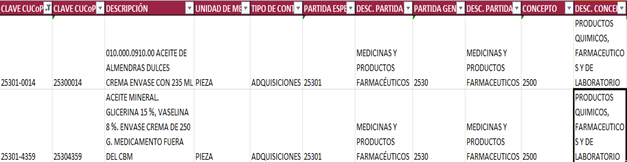 CLAVE CUCoP CLAVE CUCoP DESCRIPCIÓN UNIDAD DE ME TIPO DE CONT PARTIDA ESPE DESC. PARTIDA PARTIDA GEN DESC. PARTIDA CONCEPTO DESC. CONCE
PRODUCTOS
QUIMICOS,
010.000.0910.00 ACEITE DE MEDICINAS Y MEDICINAS Y FARMACEUTICO
ALMENDRAS DULCES PRODUCTOS PRODUCTOS S Y DE
25301-0014 25300014 CREMA ENVASE CON 235 ML PIEZA ADQUISICIONES 25301 FARMACÉUTICOS 2530 FARMACEUTICOS 2500 LABORATORIO
ACEITE MINERAL. PRODUCTOS
GLICERINA 15 %, VASELINA QUIMICOS,
8 %. ENVASE CREMA DE 250 MEDICINAS Y MEDICINAS Y FARMACEUTICO
G. MEDICAMENTO FUERA PRODUCTOS PRODUCTOS S Y DE
25301-4359 25304359 DEL CBM PIEZA ADQUISICIONES 25301 FARMACÉUTICOS 2530 FARMACEUTICOS 2500 LABORATORIO